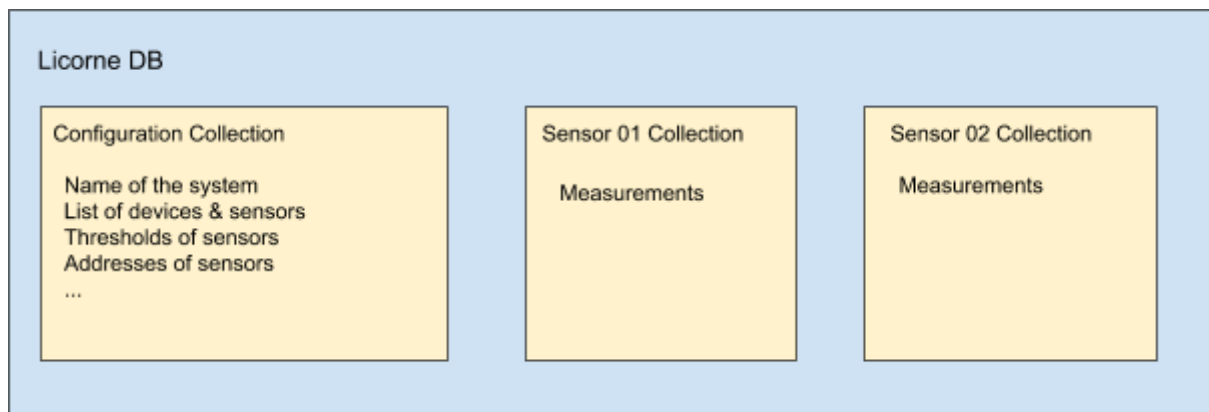 Licorne DB
Configuration Collection
Name of the system
List of devices & sensors
Thresholds of sensors
Addresses of sensors
...
Sensor 01 Collection
Measurements
Sensor 02 Collection
Measurements